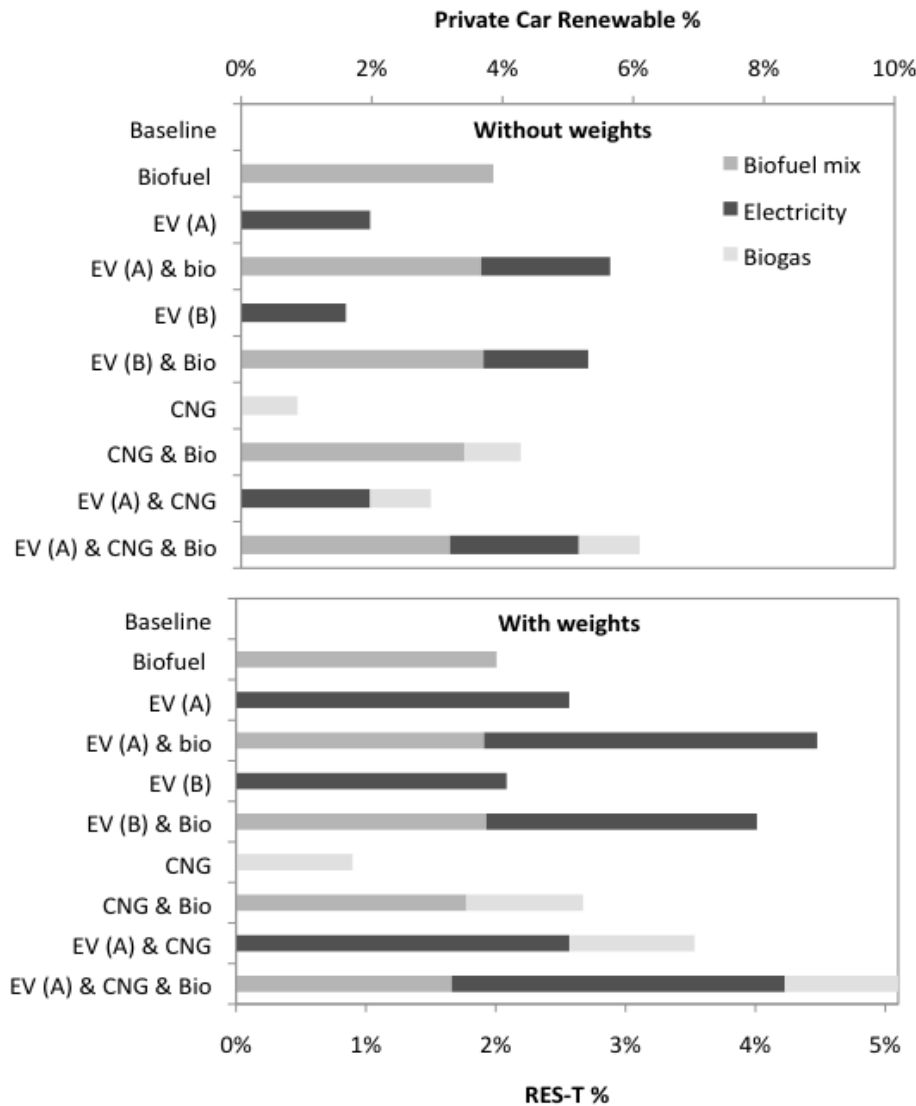 Private Car Renewable %
0% 2% 4% 6% 8% 10%
Without weights
Baseline
Biofuel
EV (A)
EV (A) & bio
EV (B)
EV (B) & Bio
CNG
CNG & Bio
EV (A) & CNG
EV (A) & CNG & Bio
Biofuel mix
Electricity
Biogas
With weights
Baseline
Biofuel
EV (A)
EV (A) & bio
EV (B)
EV (B) & Bio
CNG
CNG & Bio
EV (A) & CNG
EV (A) & CNG & Bio
0% 1% 2% 3% 4% 5%
RES-T %